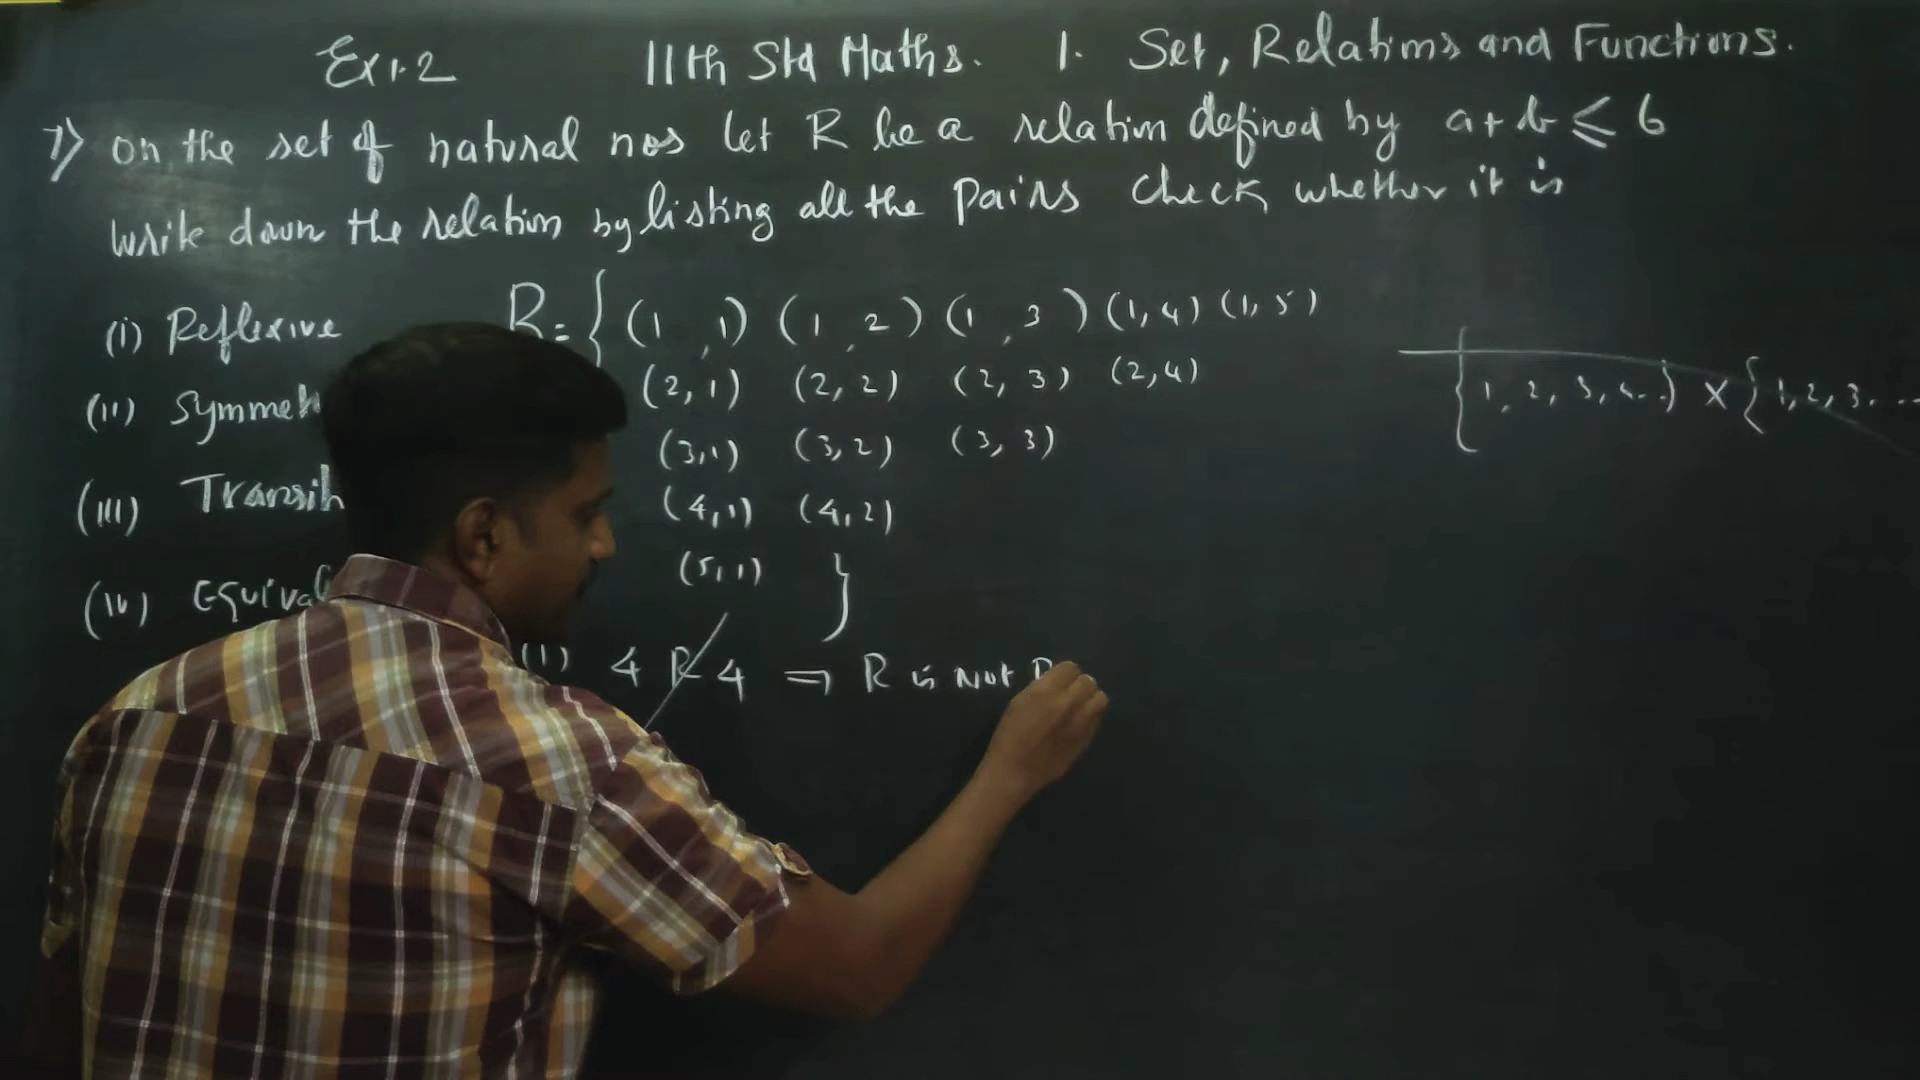 Ex 1.2 11th Std Maths. 1. Set, Relations and Functions.
7) On the set of natural nos let R be a relation defined by a + b ≤ 6
Write down the relation by listing all the pairs check whether it is
(i) Reflexive
R = { (1, 1) (1, 2) (1, 3) (1, 4) (1, 5)
(ii) Symmet
(2, 1) (2, 2) (2, 3) (2, 4)
{1, 2, 3, 4..} X {1, 2, 3, ...
(3, 1) (3, 2) (3, 3)
(iii) Transiti
(4, 1) (4, 2)
(iv) Equival
(5, 1) }
(1) 4 R̸ 4 ⇒ R is Not R